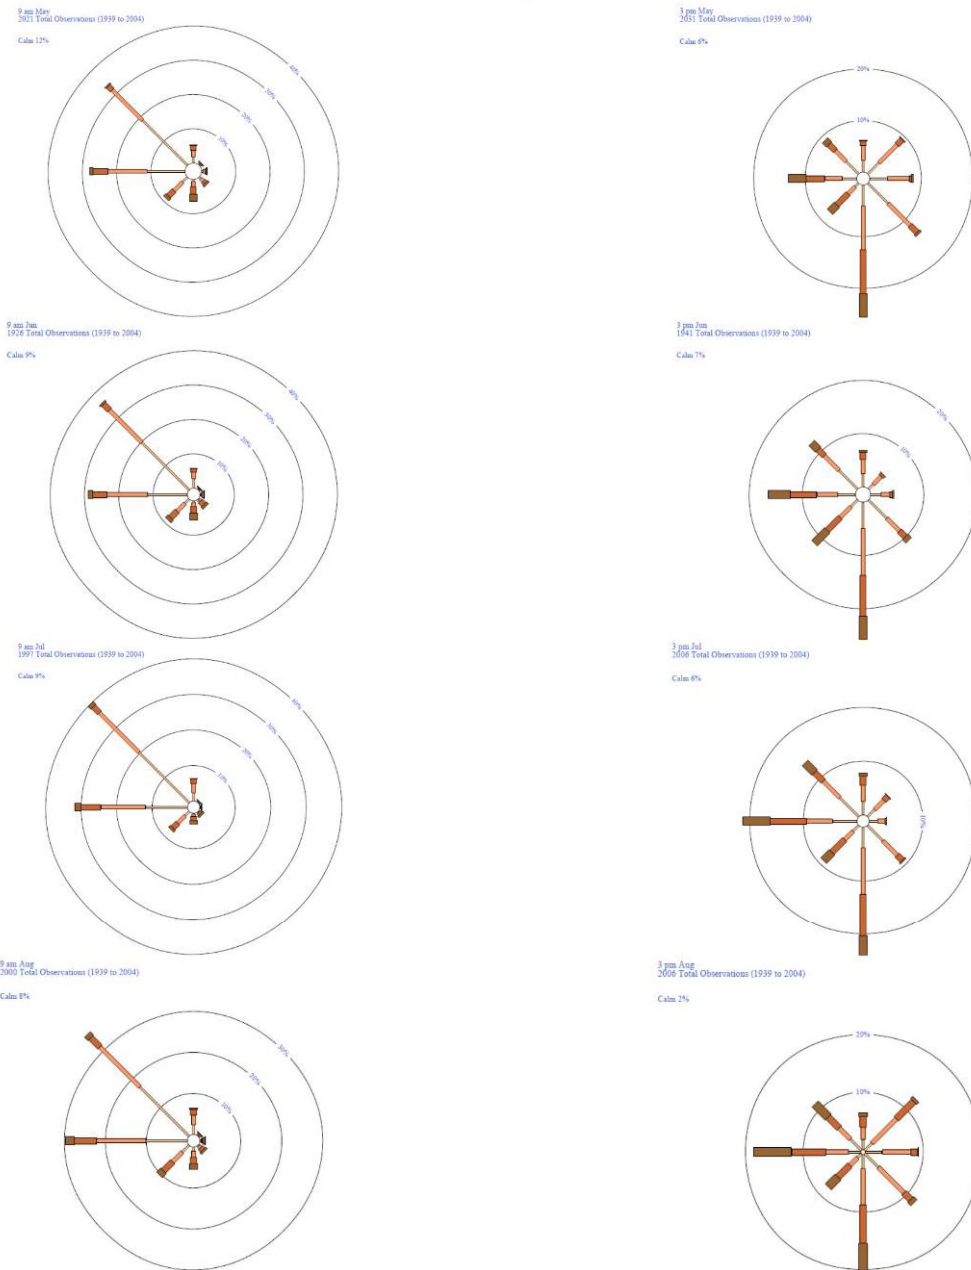 9 am May
2021 Total Observations (1939 to 2004)
Calm 12%
40%
30%
20%
10%
3 pm May
2031 Total Observations (1939 to 2004)
Calm 6%
20%
10%
9 am Jun
1926 Total Observations (1939 to 2004)
Calm 9%
40%
30%
20%
10%
3 pm Jun
1941 Total Observations (1939 to 2004)
Calm 7%
20%
10%
9 am Jul
1997 Total Observations (1939 to 2004)
Calm 9%
40%
30%
20%
10%
3 pm Jul
2006 Total Observations (1939 to 2004)
Calm 6%
10%
9 am Aug
2000 Total Observations (1939 to 2004)
Calm 8%
30%
20%
10%
3 pm Aug
2006 Total Observations (1939 to 2004)
Calm 2%
20%
10%